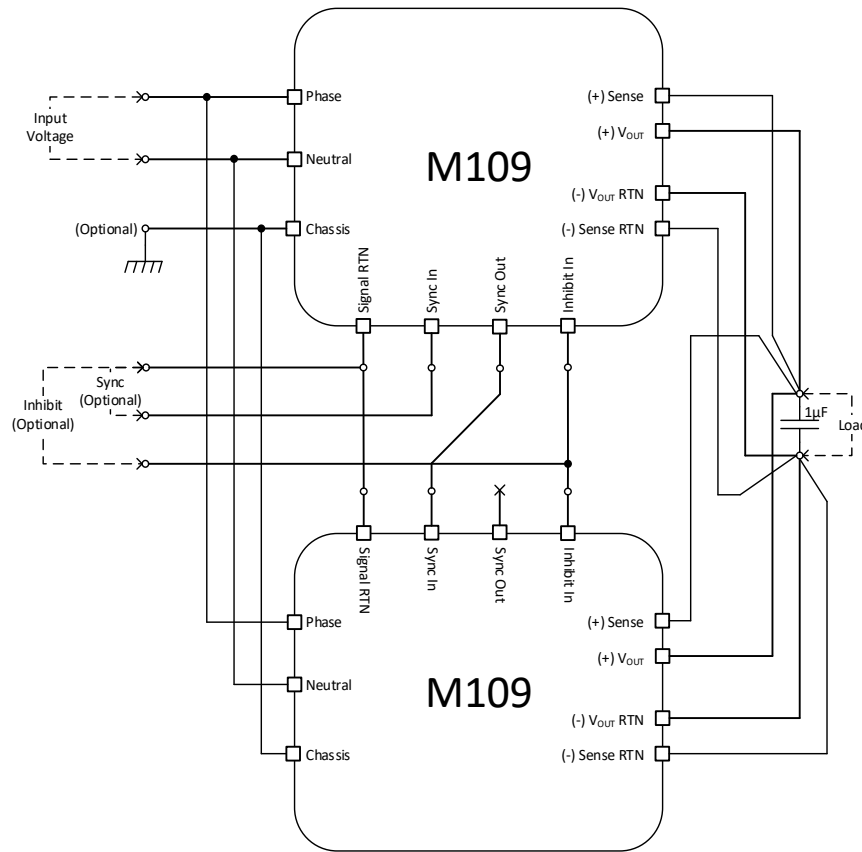 Phase
Input
Voltage
Neutral
(Optional)
Chassis
M109
(+) Sense
(+) VOUT
(-) VOUT RTN
(-) Sense RTN
Signal RTN
Sync In
Sync Out
Inhibit In
Sync
(Optional)
Inhibit
(Optional)
1µF
Load
Signal RTN
Sync In
Sync Out
Inhibit In
Phase
Neutral
Chassis
M109
(+) Sense
(+) VOUT
(-) VOUT RTN
(-) Sense RTN